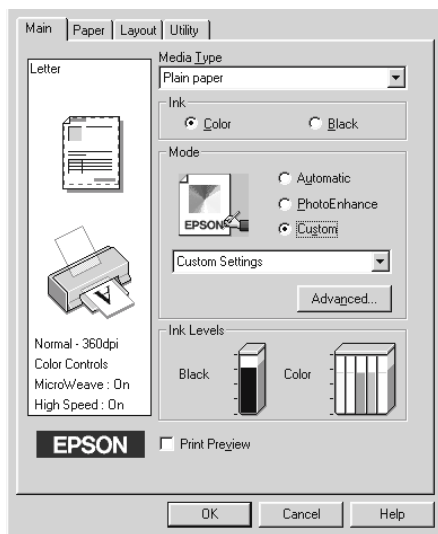 Main Paper Layout Utility
Letter
Media Type
Plain paper
Ink
Color Black
Mode
EPSON
Automatic
PhotoEnhance
Custom
Custom Settings
Advanced...
A
Normal - 360dpi
Color Controls
MicroWeave : On
High Speed : On
Ink Levels
Black Color
EPSON
Print Preview
OK Cancel Help